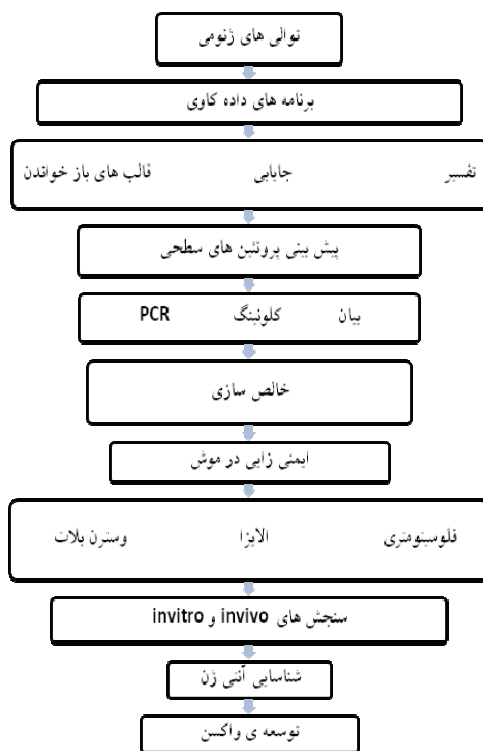 توالی های ژنومی
برنامه های داده کاوی
تفسیر جایابی قالب های باز خواندن
پیش بینی پروتئین های سطحی
بیان کلونینگ PCR
خالص سازی
ایمنی زایی در موش
فلوسیتومتری الایزا وسترن بلات
سنجش های invivo و invitro
شناسایی آنتی ژن
توسعه ی واکسن